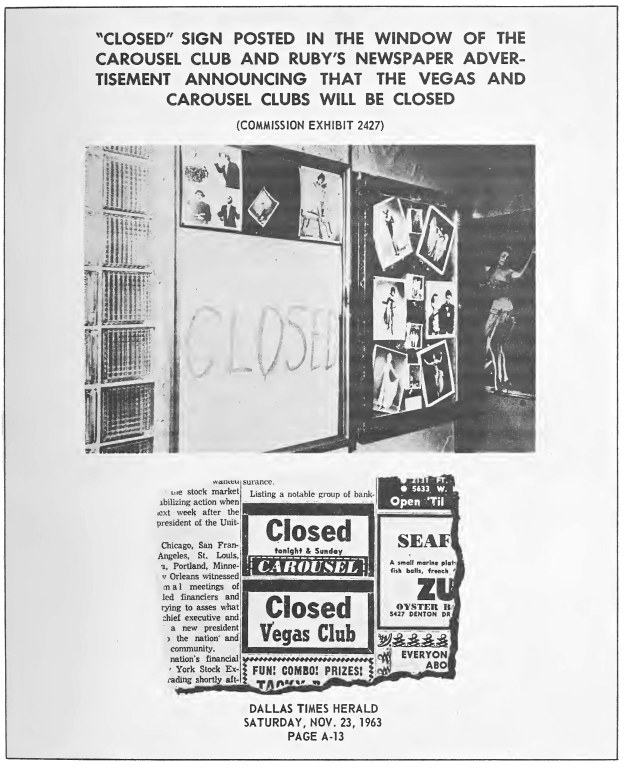 "CLOSED" SIGN POSTED IN THE WINDOW OF THE
CAROUSEL CLUB AND RUBY'S NEWSPAPER ADVER-
TISEMENT ANNOUNCING THAT THE VEGAS AND
CAROUSEL CLUBS WILL BE CLOSED
(COMMISSION EXHIBIT 2427)
CLOSED
wanted
the stock market
abilizing action when
next week after the
president of the Unit-
Chicago, San Fran-
Angeles, St. Louis,
Portland, Minne-
v Orleans witnessed
mal meetings of
led financiers and
rying to asses what
chief executive and
a new president
the nation and
community.
nation's financial
York Stock Ex-
rading shortly aft-
surance.
Listing a notable group of bank-
Closed
tonight & Sunday
CAROUSEL
Closed
Vegas Club
FUN! COMBO! PRIZES!
5633 W.
Open 'Til
SEAF
A small marine plat
fish balls, french
ZU
OYSTER B
5427 DENTON DR
EVERYON
ABO
DALLAS TIMES HERALD
SATURDAY, NOV. 23, 1963
PAGE A-13